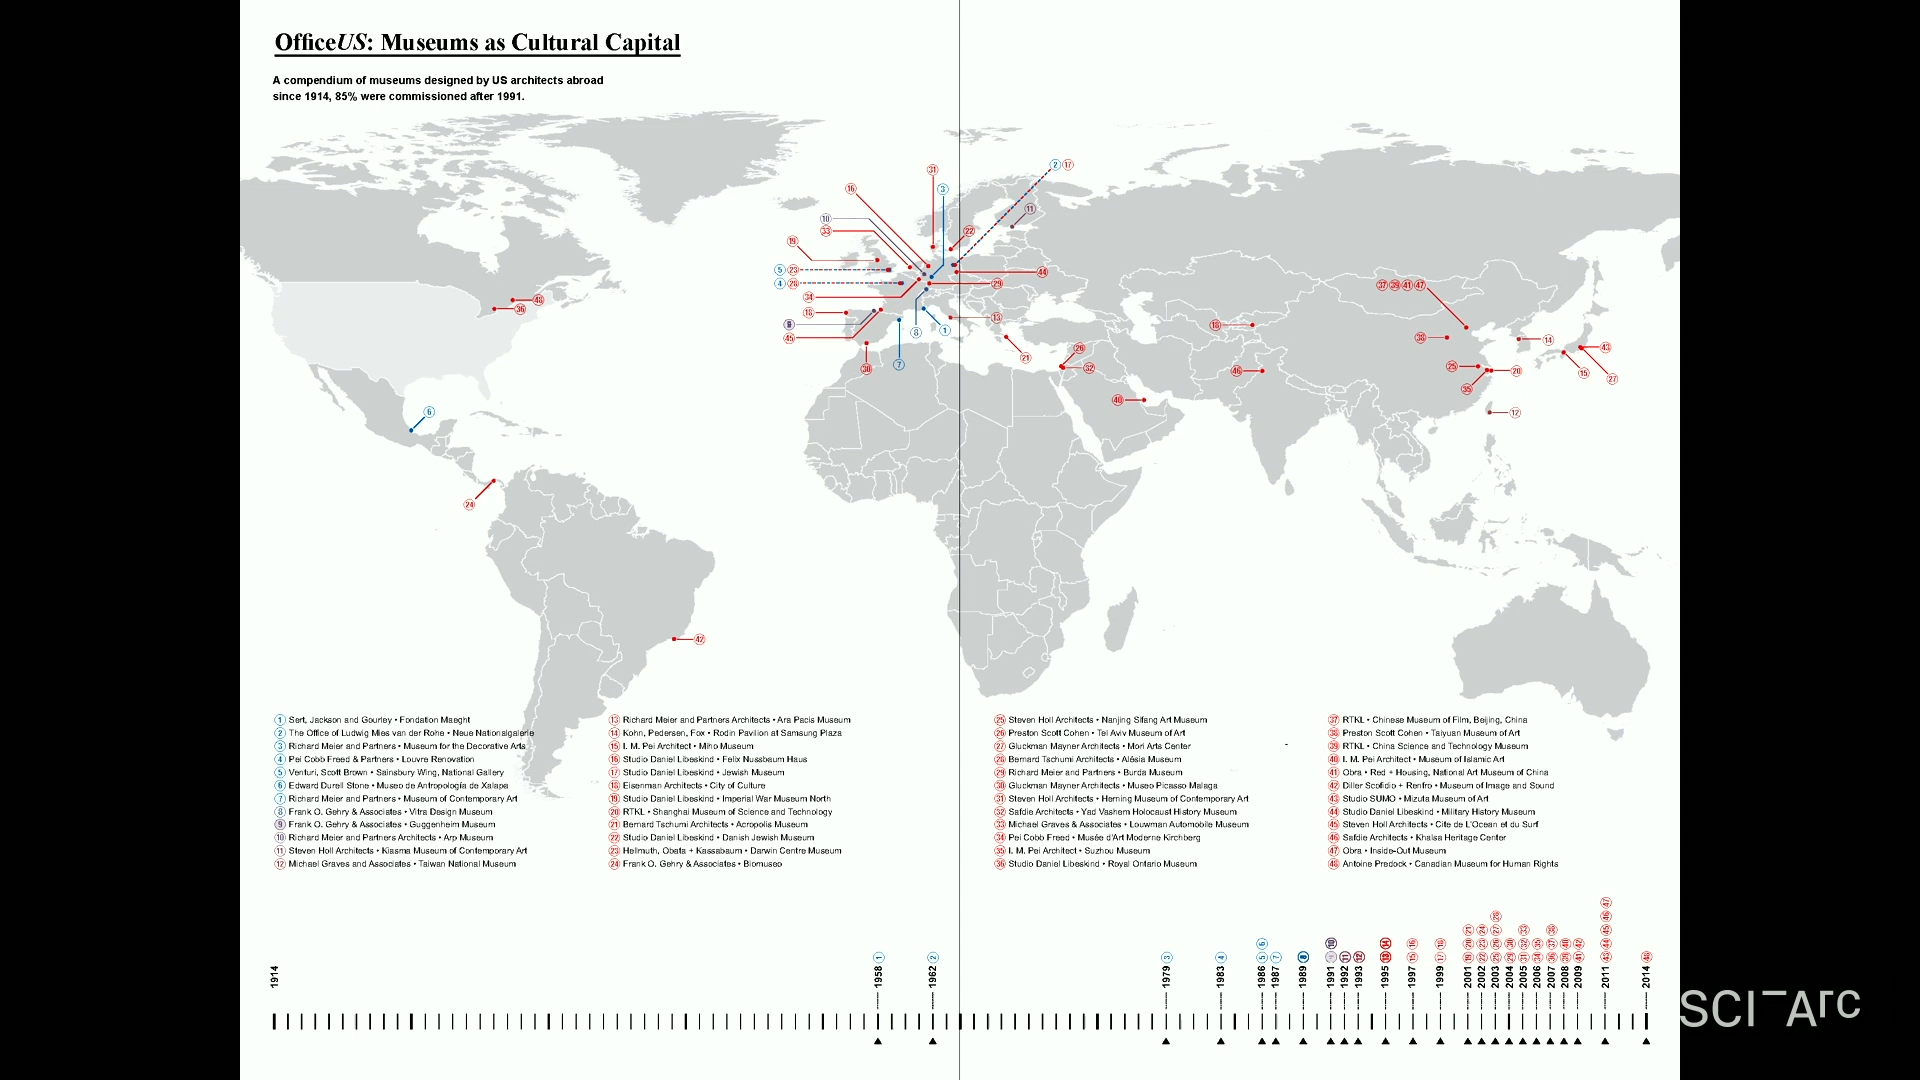 OfficeUS: Museums as Cultural Capital
A compendium of museums designed by US architects abroad
since 1914, 85% were commissioned after 1991.
1 Sert, Jackson and Gourley • Fondation Maeght
2 The Office of Ludwig Mies van der Rohe • Neue Nationalgalerie
3 Richard Meier and Partners • Museum for the Decorative Arts
4 Pei Cobb Freed & Partners • Louvre Renovation
5 Venturi, Scott Brown • Sainsbury Wing, National Gallery
6 Edward Durell Stone • Museo de Antropología de Xalapa
7 Richard Meier and Partners • Museum of Contemporary Art
8 Frank O. Gehry & Associates • Vitra Design Museum
9 Frank O. Gehry & Associates • Guggenheim Museum
10 Richard Meier and Partners Architects • Arp Museum
11 Steven Holl Architects • Kiasma Museum of Contemporary Art
12 Michael Graves and Associates • Taiwan National Museum
13 Richard Meier and Partners Architects • Ara Pacis Museum
14 Kohn, Pedersen, Fox • Rodin Pavilion at Samsung Plaza
15 I. M. Pei Architect • Miho Museum
16 Studio Daniel Libeskind • Felix Nussbaum Haus
17 Studio Daniel Libeskind • Jewish Museum
18 Eisenman Architects • City of Culture
19 Studio Daniel Libeskind • Imperial War Museum North
20 RTKL • Shanghai Museum of Science and Technology
21 Bernard Tschumi Architects • Acropolis Museum
22 Studio Daniel Libeskind • Danish Jewish Museum
23 Hellmuth, Obata + Kassabaum • Darwin Centre Museum
24 Frank O. Gehry & Associates • Biomuseo
25 Steven Holl Architects • Nanjing Sifang Art Museum
26 Preston Scott Cohen • Tel Aviv Museum of Art
27 Gluckman Mayner Architects • Mori Arts Center
28 Bernard Tschumi Architects • Alésia Museum
29 Richard Meier and Partners • Burda Museum
30 Gluckman Mayner Architects • Museo Picasso Malaga
31 Steven Holl Architects • Herning Museum of Contemporary Art
32 Safdie Architects • Yad Vashem Holocaust History Museum
33 Michael Graves & Associates • Louwman Automobile Museum
34 Pei Cobb Freed • Musée d'Art Moderne Kirchberg
35 I. M. Pei Architect • Suzhou Museum
36 Studio Daniel Libeskind • Royal Ontario Museum
37 RTKL • Chinese Museum of Film, Beijing, China
38 Preston Scott Cohen • Taiyuan Museum of Art
39 RTKL • China Science and Technology Museum
40 I. M. Pei Architect • Museum of Islamic Art
41 Obra • Red + Housing, National Art Museum of China
42 Diller Scofidio + Renfro • Museum of Image and Sound
43 Studio SUMO • Mizuta Museum of Art
44 Studio Daniel Libeskind • Military History Museum
45 Steven Holl Architects • Cite de L'Ocean et du Surf
46 Safdie Architects • Khalsa Heritage Center
47 Obra • Inside-Out Museum
48 Antoine Predock • Canadian Museum for Human Rights
1914 1958 1962 1979 1983 1986 1987 1989 1991 1992 1993 1995 1997 1999 2001 2002 2003 2004 2005 2006 2007 2008 2009 2011 2014
SCI-Arc